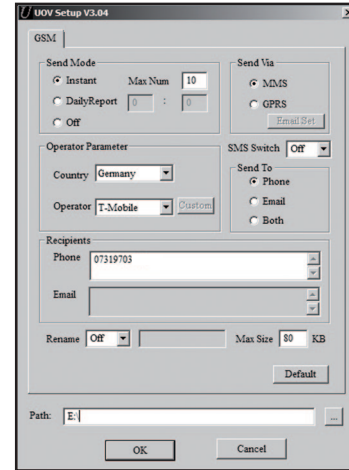 UOV Setup V3.04
GSM
Send Mode
Instant Max Num 10
DailyReport 0 : 0
Off
Send Via
MMS
GPRS
Email Set
SMS Switch Off
Operator Parameter
Country Germany
Operator T-Mobile Custom
Send To
Phone
Email
Both
Recipients
Phone 07319703
Email
Rename Off Max Size 80 KB
Default
Path: E:\ ...
OK Cancel